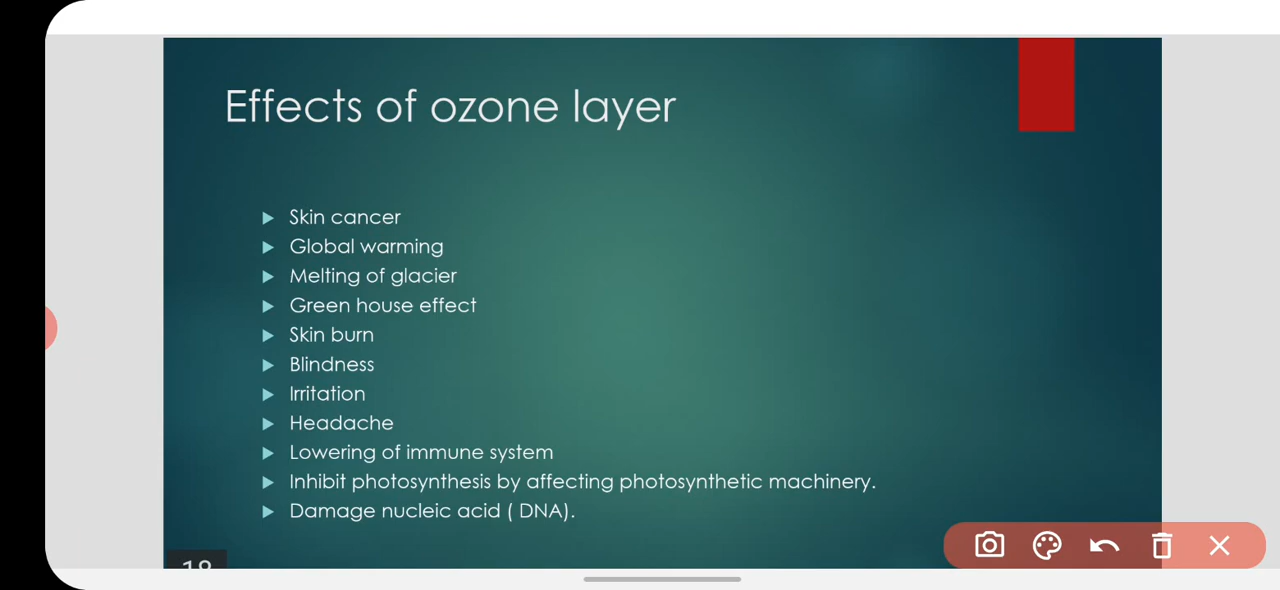 Effects of ozone layer
Skin cancer
Global warming
Melting of glacier
Green house effect
Skin burn
Blindness
Irritation
Headache
Lowering of immune system
Inhibit photosynthesis by affecting photosynthetic machinery.
Damage nucleic acid ( DNA).